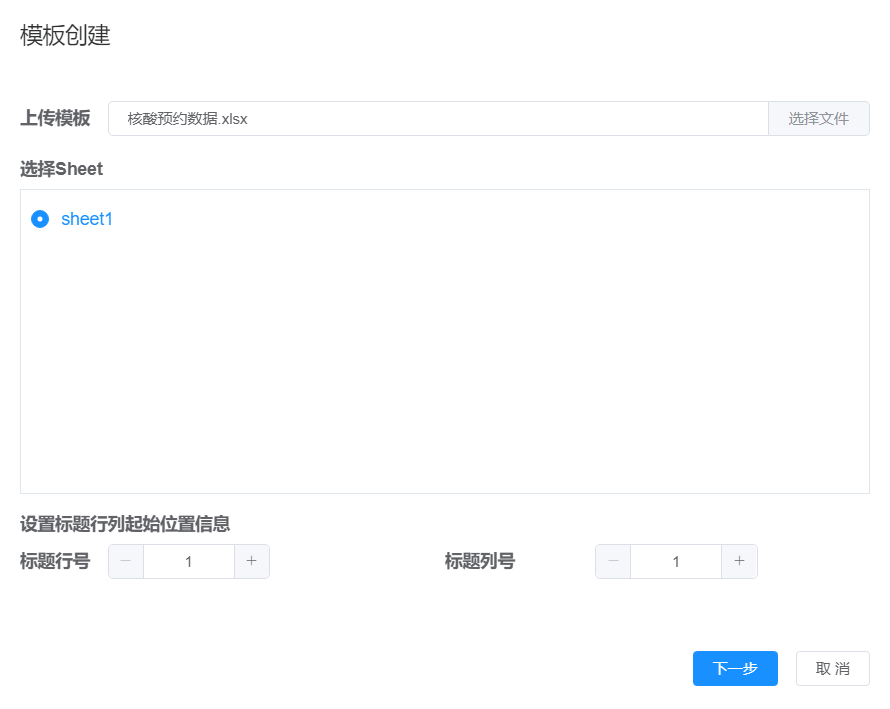 模板创建
上传模板 核酸预约数据.xlsx 选择文件
选择Sheet
sheet1
设置标题行列起始位置信息
标题行号 − 1 + 标题列号 − 1 +
下一步 取 消